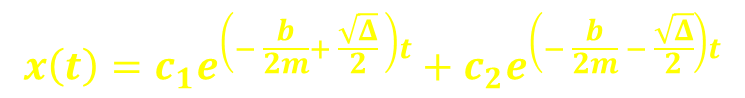 x(t) = c₁e^(−b/2m + √Δ/2)t + c₂e^(−b/2m − √Δ/2)t